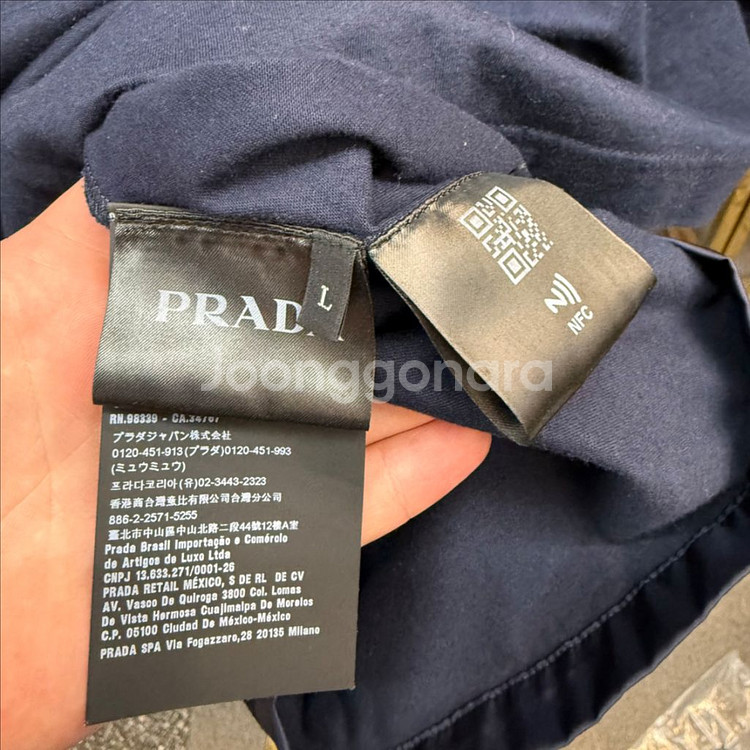 PRADA
L
NFC
Joonggonara
RN.98339 - CA.34767
プラダジャパン株式会社
0120-451-913(プラダ) 0120-451-993
(ミュウミュウ)
프라다코리아(유) 02-3443-2323
香港商台灣壹比有限公司台灣分公司
886-2-2571-5255
臺北市中山區中山北路二段44號12樓A室
Prada Brasil Importação e Comérolo
de Artigos de Luxo Ltda
CNPJ 13.633.271/0001-26
PRADA RETAIL MÉXICO, S DE RL DE CV
AV. Vasco De Quiroga 3800 Col. Lomas
De Vista Hermosa Cuajimalpa De Morelos
C.P. 05100 Ciudad De México-México
PRADA SPA Via Fogazzaro,28 20135 Milano